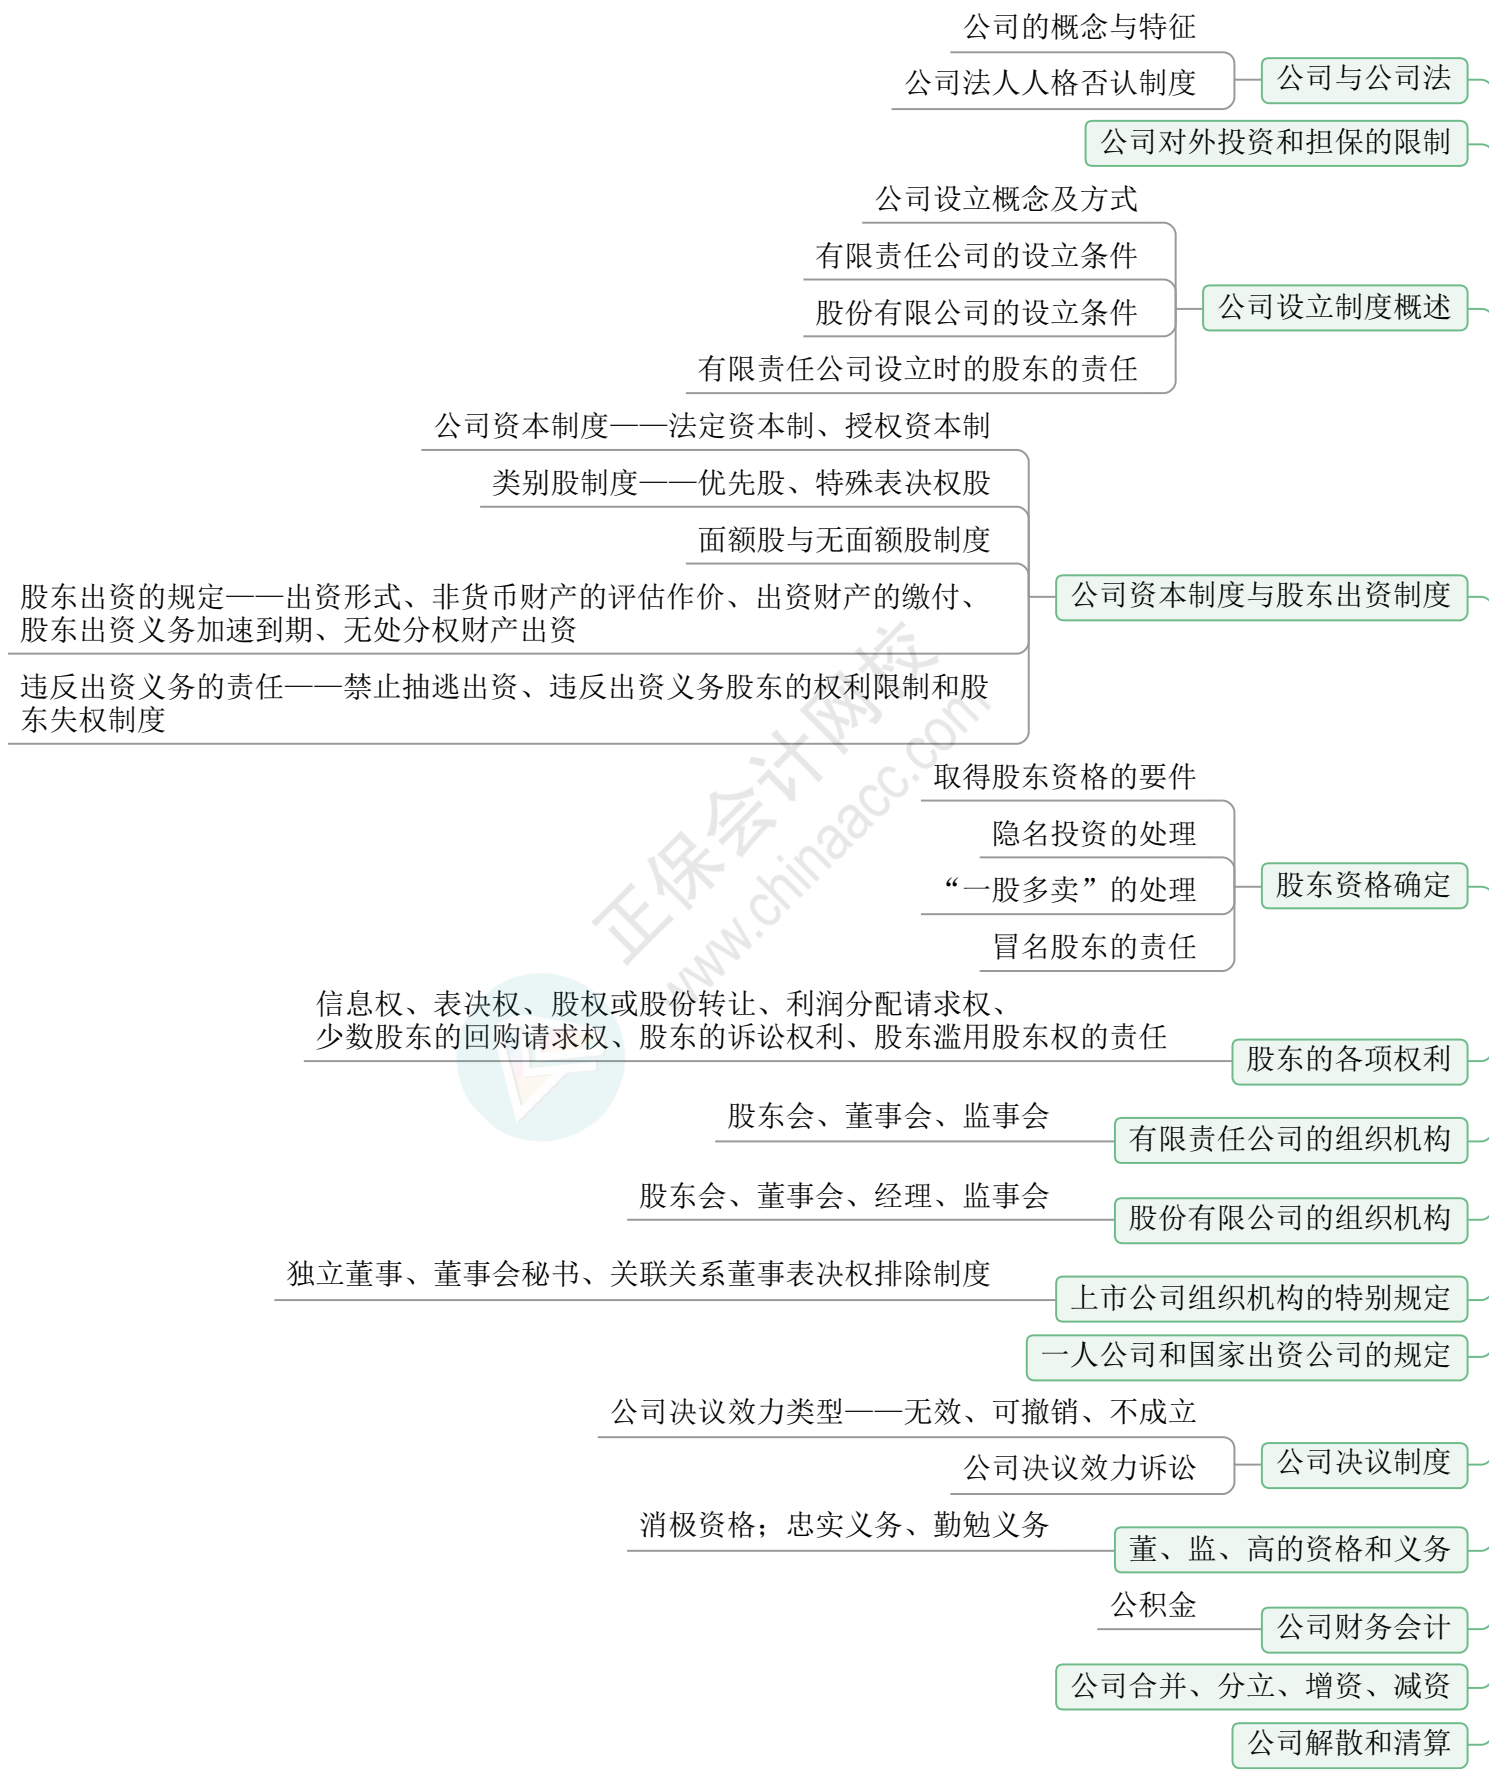 公司的概念与特征
公司法人人格否认制度
公司与公司法
公司对外投资和担保的限制
公司设立概念及方式
有限责任公司的设立条件
股份有限公司的设立条件
有限责任公司设立时的股东的责任
公司设立制度概述
公司资本制度——法定资本制、授权资本制
类别股制度——优先股、特殊表决权股
面额股与无面额股制度
股东出资的规定——出资形式、非货币财产的评估作价、出资财产的缴付、
股东出资义务加速到期、无处分权财产出资
违反出资义务的责任——禁止抽逃出资、违反出资义务股东的权利限制和股
东失权制度
公司资本制度与股东出资制度
取得股东资格的要件
隐名投资的处理
“一股多卖”的处理
冒名股东的责任
股东资格确定
信息权、表决权、股权或股份转让、利润分配请求权、
少数股东的回购请求权、股东的诉讼权利、股东滥用股东权的责任
股东的各项权利
股东会、董事会、监事会
有限责任公司的组织机构
股东会、董事会、经理、监事会
股份有限公司的组织机构
独立董事、董事会秘书、关联关系董事表决权排除制度
上市公司组织机构的特别规定
一人公司和国家出资公司的规定
公司决议效力类型——无效、可撤销、不成立
公司决议效力诉讼
公司决议制度
消极资格；忠实义务、勤勉义务
董、监、高的资格和义务
公积金
公司财务会计
公司合并、分立、增资、减资
公司解散和清算
正保会计网校
www.chinaacc.com